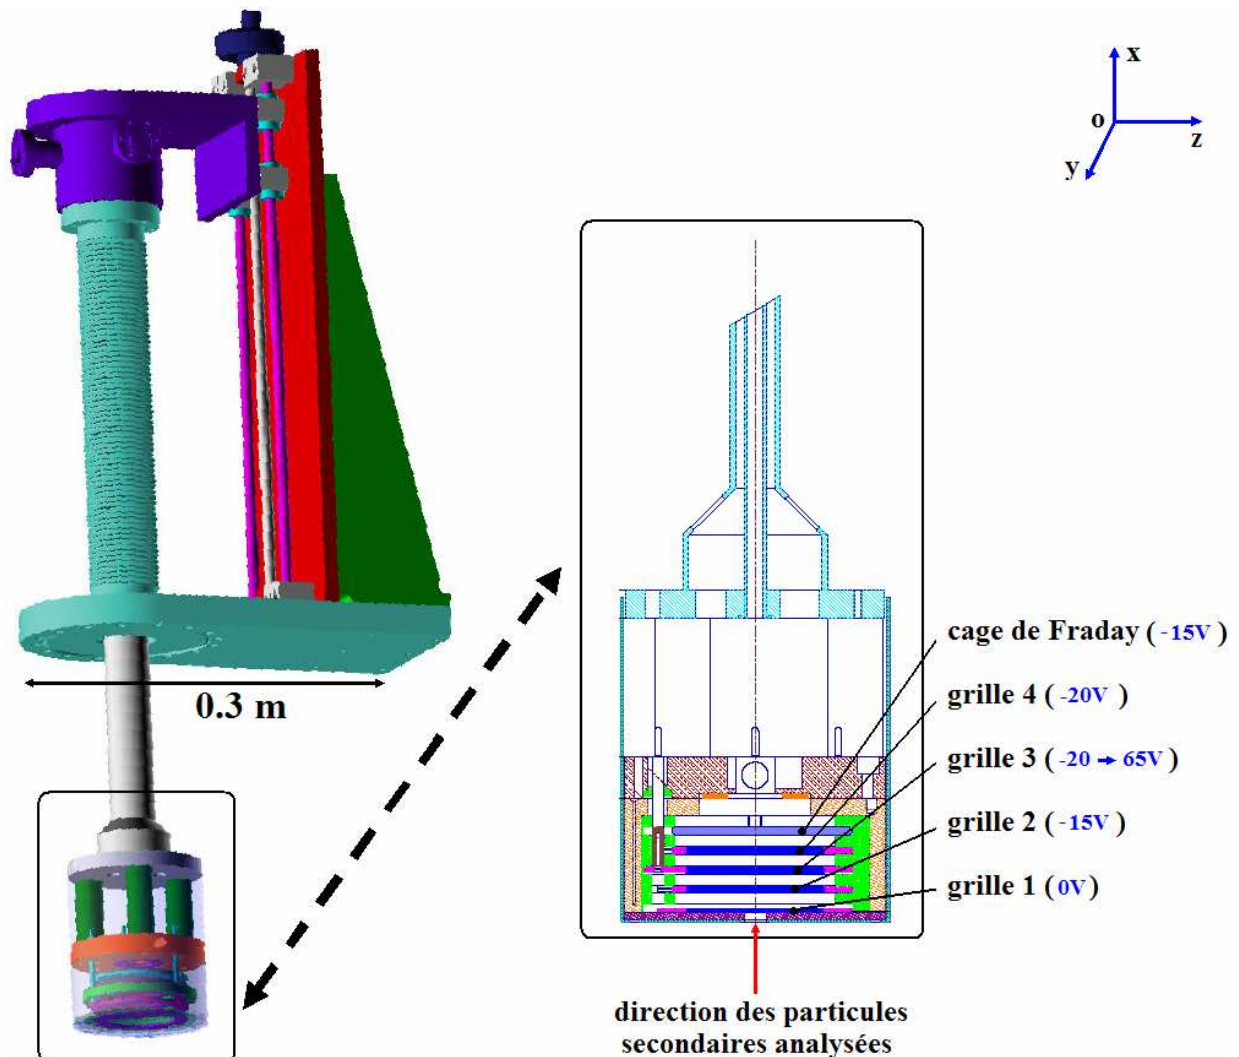 x
o
z
y
0.3 m
cage de Fraday ( -15V )
grille 4 ( -20V )
grille 3 ( -20 → 65V )
grille 2 ( -15V )
grille 1 ( 0V )
direction des particules
secondaires analysées